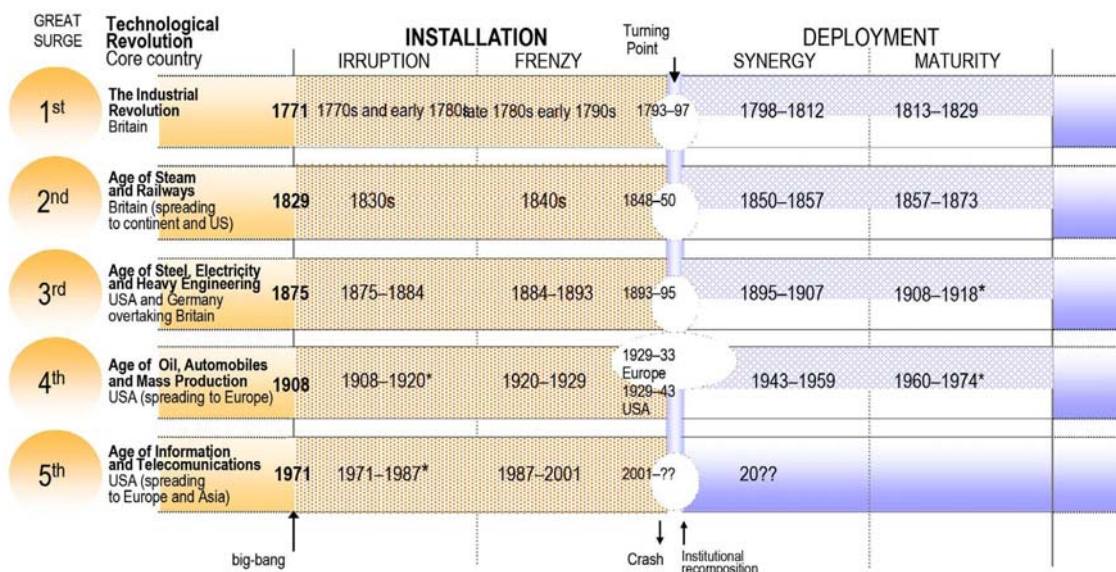 GREAT
SURGE
Technological
Revolution
Core country
INSTALLATION
IRRUPTION
FRENZY
Turning
Point
DEPLOYMENT
SYNERGY
MATURITY
1st
The Industrial
Revolution
Britain
1771
1770s and early 1780s
late 1780s early 1790s
1793–97
1798–1812
1813–1829
2nd
Age of Steam
and Railways
Britain (spreading
to continent and US)
1829
1830s
1840s
1848–50
1850–1857
1857–1873
3rd
Age of Steel, Electricity
and Heavy Engineering
USA and Germany
overtaking Britain
1875
1875–1884
1884–1893
1893–95
1895–1907
1908–1918*
4th
Age of Oil, Automobiles
and Mass Production
USA (spreading to Europe)
1908
1908–1920*
1920–1929
1929–33
Europe
1929–43
USA
1943–1959
1960–1974*
5th
Age of Information
and Telecomunications
USA (spreading
to Europe and Asia)
1971
1971–1987*
1987–2001
2001–??
20??
big-bang
Crash
Institutional
recomposition